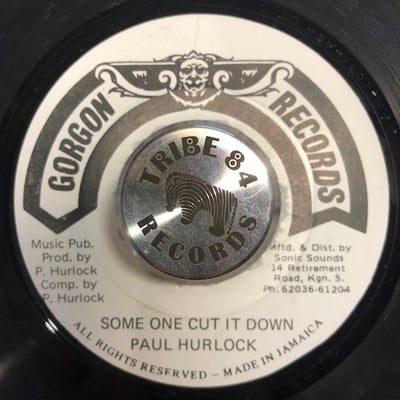 GORGON RECORDS
TRIBE 84
RECORDS
Music Pub.
Prod. by
P. Hurlock
Comp. by
P. Hurlock
Mftd. & Dist. by
Sonic Sounds
14 Retirement
Road, Kgn. 5.
Ph. 62036-61204
SOME ONE CUT IT DOWN
PAUL HURLOCK
ALL RIGHTS RESERVED – MADE IN JAMAICA